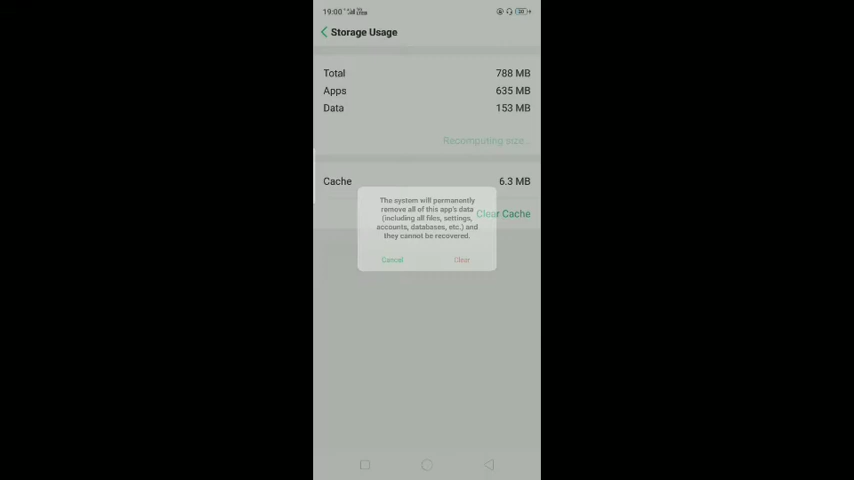 19:00
Storage Usage
Total 788 MB
Apps 635 MB
Data 153 MB
Recomputing size...
Cache 6.3 MB
Clear Cache
The system will permanently
remove all of this app's data
(including all files, settings,
accounts, databases, etc.) and
they cannot be recovered.
Cancel Clear